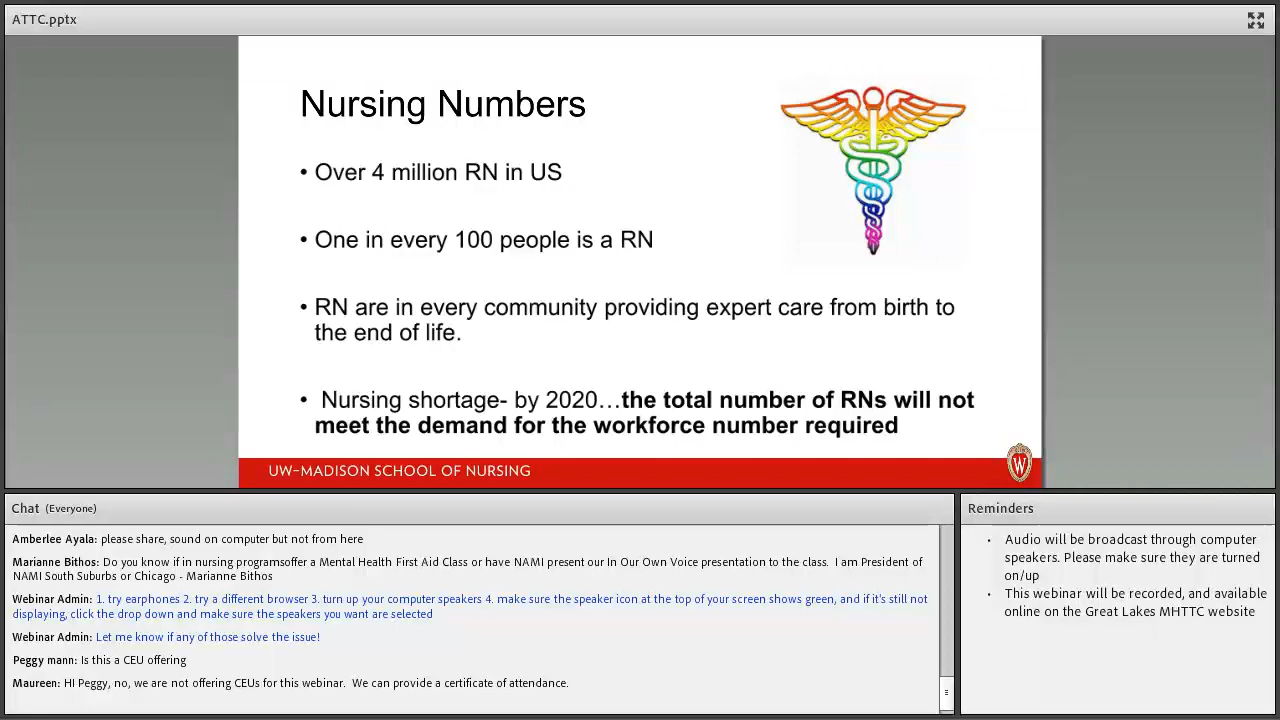 ATTC.pptx
Nursing Numbers
• Over 4 million RN in US
• One in every 100 people is a RN
• RN are in every community providing expert care from birth to
the end of life.
• Nursing shortage- by 2020…the total number of RNs will not
meet the demand for the workforce number required
UW-MADISON SCHOOL OF NURSING
W
Chat (Everyone)
Amberlee Ayala: please share, sound on computer but not from here
Marianne Bithos: Do you know if in nursing programsoffer a Mental Health First Aid Class or have NAMI present our In Our Own Voice presentation to the class. I am President of
NAMI South Suburbs or Chicago - Marianne Bithos
Webinar Admin: 1. try earphones 2. try a different browser 3. turn up your computer speakers 4. make sure the speaker icon at the top of your screen shows green, and if it's still not
displaying, click the drop down and make sure the speakers you want are selected
Webinar Admin: Let me know if any of those solve the issue!
Peggy mann: Is this a CEU offering
Maureen: HI Peggy, no, we are not offering CEUs for this webinar. We can provide a certificate of attendance.
Reminders
• Audio will be broadcast through computer
speakers. Please make sure they are turned
on/up
• This webinar will be recorded, and available
online on the Great Lakes MHTTC website